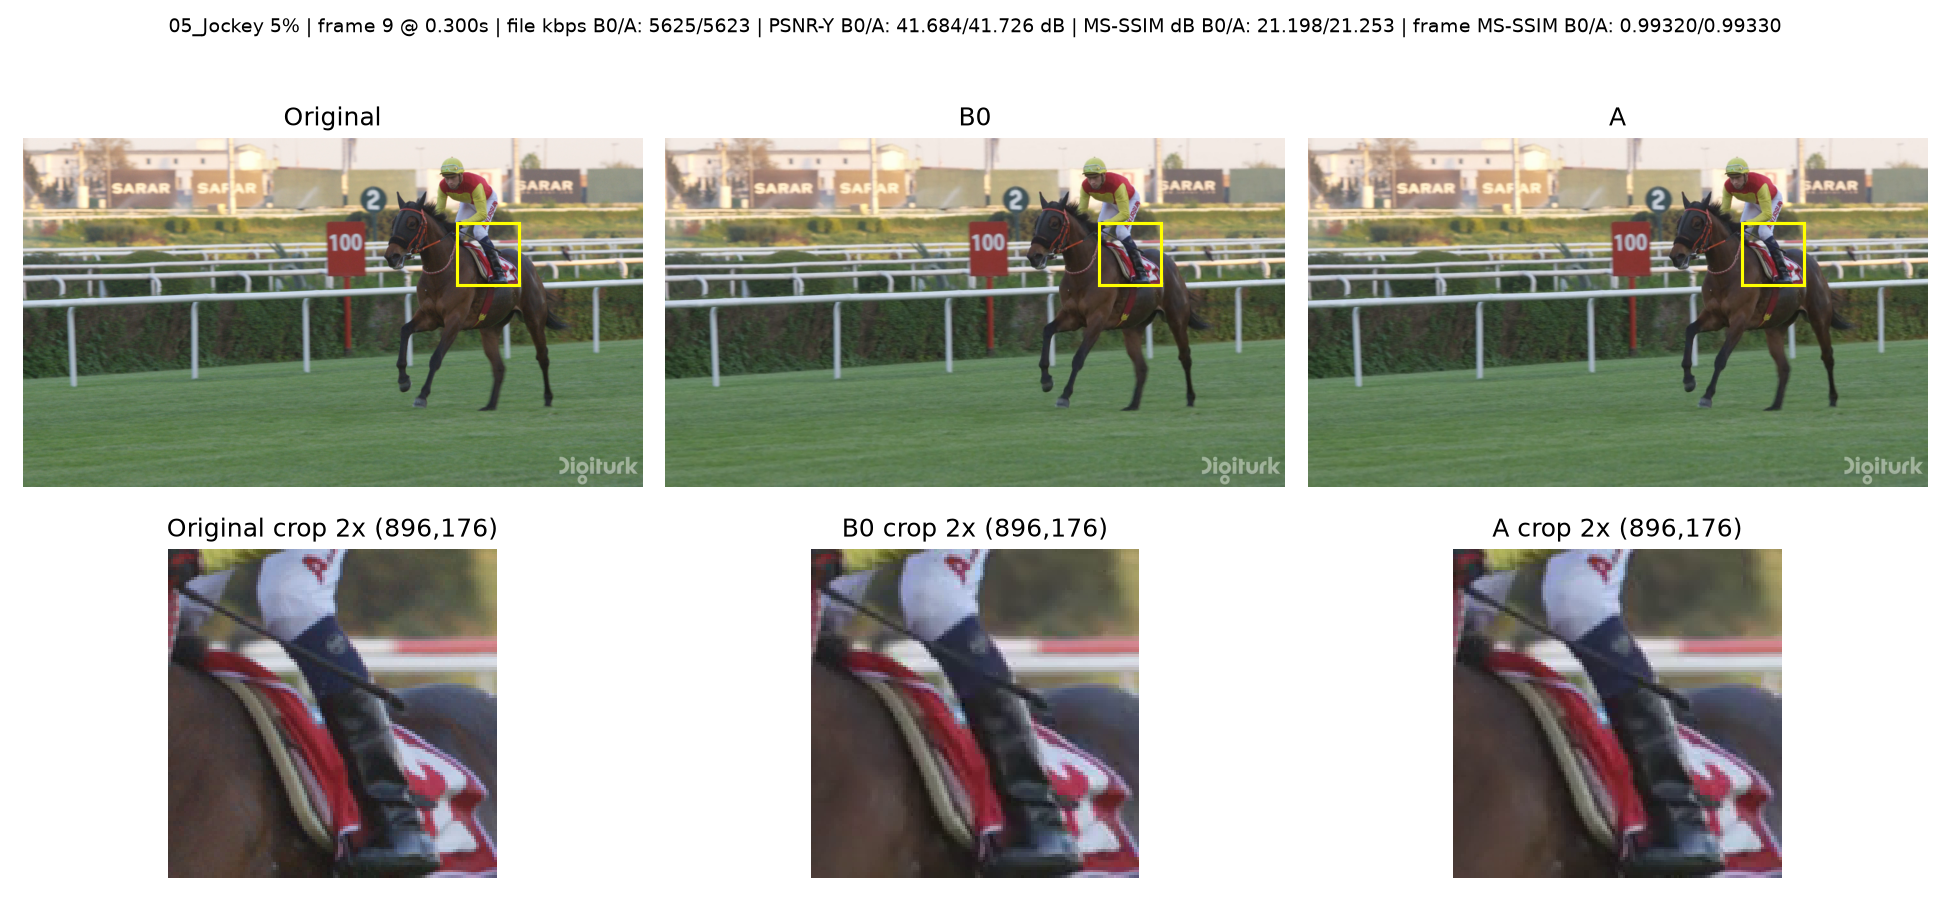 05_Jockey 5% | frame 9 @ 0.300s | file kbps B0/A: 5625/5623 | PSNR-Y B0/A: 41.684/41.726 dB | MS-SSIM dB B0/A: 21.198/21.253 | frame MS-SSIM B0/A: 0.99320/0.99330
Original
B0
A
SARAR SARAR SARAR
2
100
Digiturk
SARAR SARAR SARAR
2
100
Digiturk
SARAR SARAR SARAR
2
100
Digiturk
Original crop 2x (896,176)
B0 crop 2x (896,176)
A crop 2x (896,176)